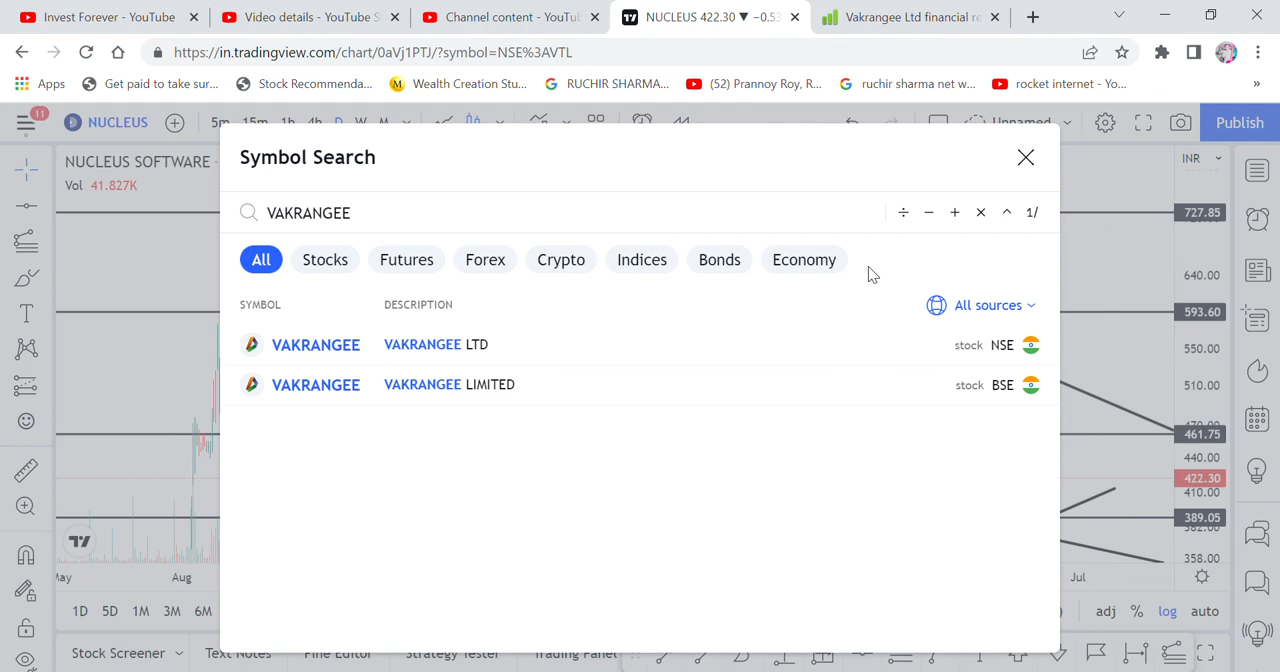 Invest Forever - YouTube
Video details - YouTube S
Channel content - YouTu
NUCLEUS 422.30 ▼ -0.53
Vakrangee Ltd financial re
https://in.tradingview.com/chart/0aVj1PTJ/?symbol=NSE%3AVTL
Apps
Get paid to take sur...
Stock Recommenda...
Wealth Creation Stu...
RUCHIR SHARMA...
(52) Prannoy Roy, R...
ruchir sharma net w...
rocket internet - Yo...
»
11
NUCLEUS
5m 15m 1h 4h D W M
Unnamed
Publish
NUCLEUS SOFTWARE
Vol 41.827K
INR
Symbol Search
VAKRANGEE
÷ − + × ^ 1/
All Stocks Futures Forex Crypto Indices Bonds Economy
SYMBOL DESCRIPTION
All sources
VAKRANGEE VAKRANGEE LTD stock NSE
VAKRANGEE VAKRANGEE LIMITED stock BSE
727.85
640.00
593.60
550.00
510.00
461.75
440.00
422.30
410.00
389.05
358.00
May Aug Jul
1D 5D 1M 3M 6M
adj % log auto
Stock Screener Text Notes Pine Editor Strategy Tester Trading Panel